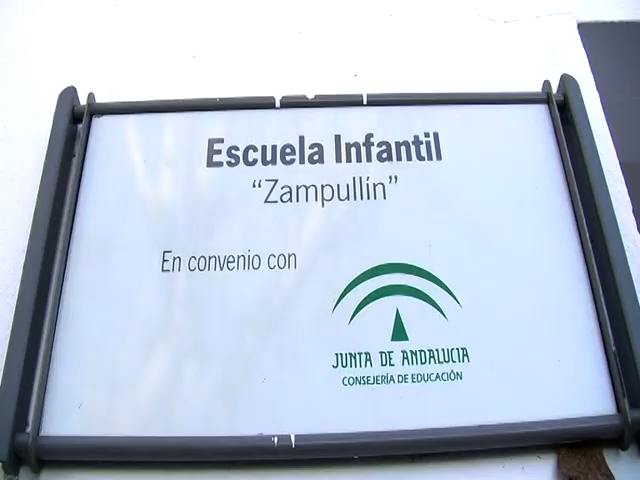 Escuela Infantil
“Zampullín”
En convenio con
JUNTA DE ANDALUCIA
CONSEJERÍA DE EDUCACIÓN